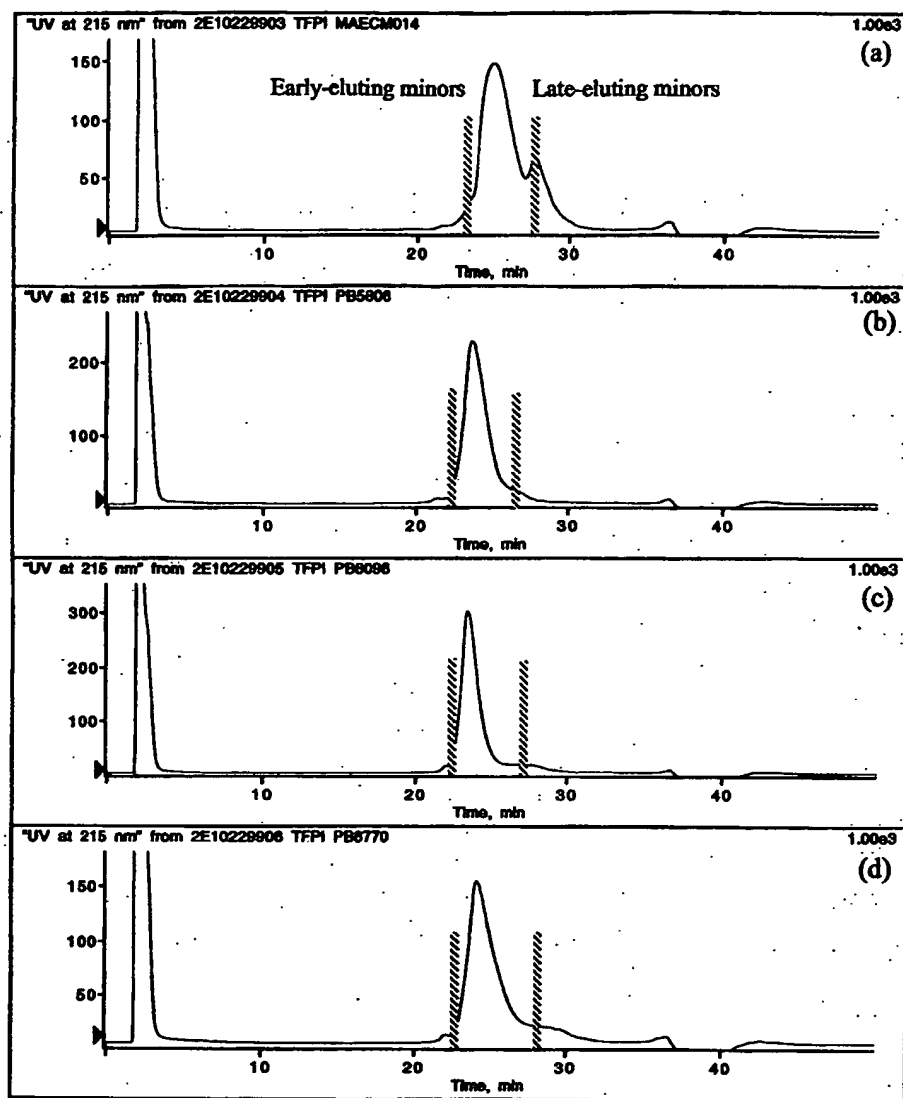 "UV at 215 nm" from 2E10229903 TFPI MAECM014 1.00e3
(a)
150
Early-eluting minors Late-eluting minors
100
50
10 20 30 40
Time, min
"UV at 215 nm" from 2E10229904 TFPI PB5806 1.00e3
(b)
200
100
10 20 30 40
Time, min
"UV at 215 nm" from 2E10229905 TFPI PB6096 1.00e3
(c)
300
200
100
10 20 30 40
Time, min
"UV at 215 nm" from 2E10229906 TFPI PB6770 1.00e3
(d)
150
100
50
10 20 30 40
Time, min